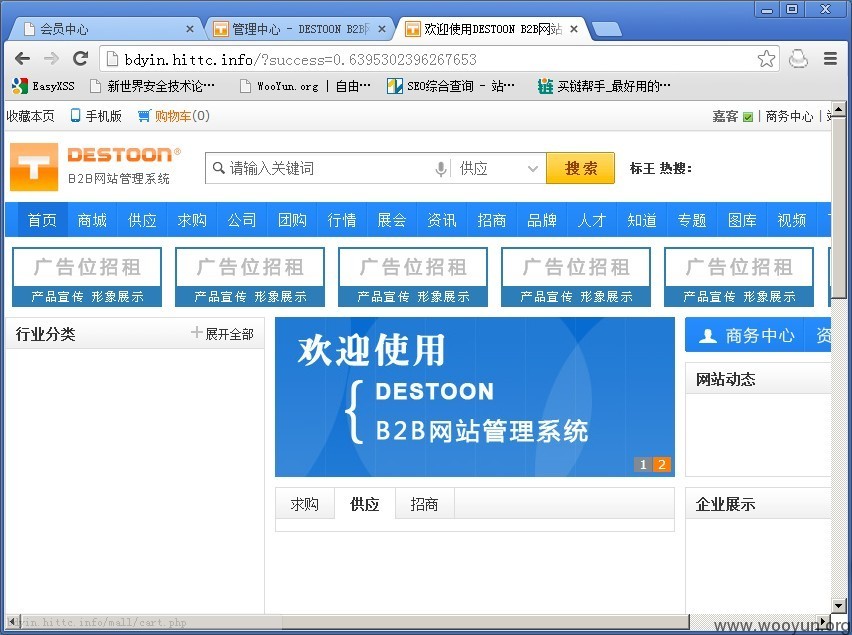 会员中心
管理中心 - DESTOON B2B
欢迎使用DESTOON B2B网站
bdyin.hittc.info/?success=0.6395302396267653
EasyXSS 新世界安全技术论… WooYun.org | 自由… SEO综合查询 - 站… 买链帮手_最好用的…
收藏本页 手机版 购物车(0) 嘉客 | 商务中心 |
DESTOON®
B2B网站管理系统
请输入关键词 供应 搜索 标王 热搜:
首页 商城 供应 求购 公司 团购 行情 展会 资讯 招商 品牌 人才 知道 专题 图库 视频
广告位招租 广告位招租 广告位招租 广告位招租 广告位招租
产品宣传 形象展示 产品宣传 形象展示 产品宣传 形象展示 产品宣传 形象展示 产品宣传 形象展示
行业分类 +展开全部
欢迎使用
DESTOON
B2B网站管理系统
1 2
商务中心 资
网站动态
求购 供应 招商
企业展示
bdyin.hittc.info/mall/cart.php
www.wooyun.org